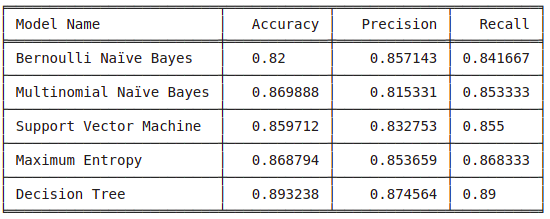 Model Name Accuracy Precision Recall
Bernoulli Naïve Bayes 0.82 0.857143 0.841667
Multinomial Naïve Bayes 0.869888 0.815331 0.853333
Support Vector Machine 0.859712 0.832753 0.855
Maximum Entropy 0.868794 0.853659 0.868333
Decision Tree 0.893238 0.874564 0.89